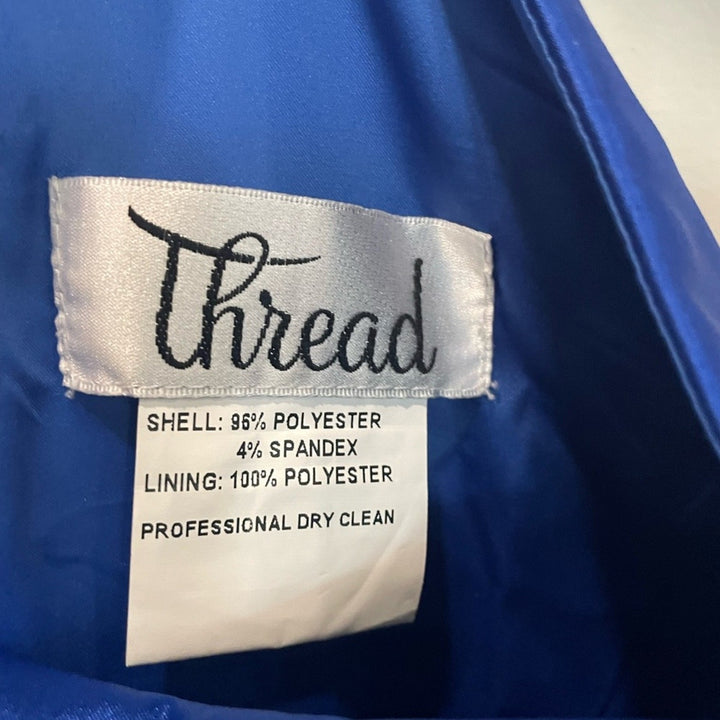 Thread
SHELL: 96% POLYESTER
4% SPANDEX
LINING: 100% POLYESTER
PROFESSIONAL DRY CLEAN